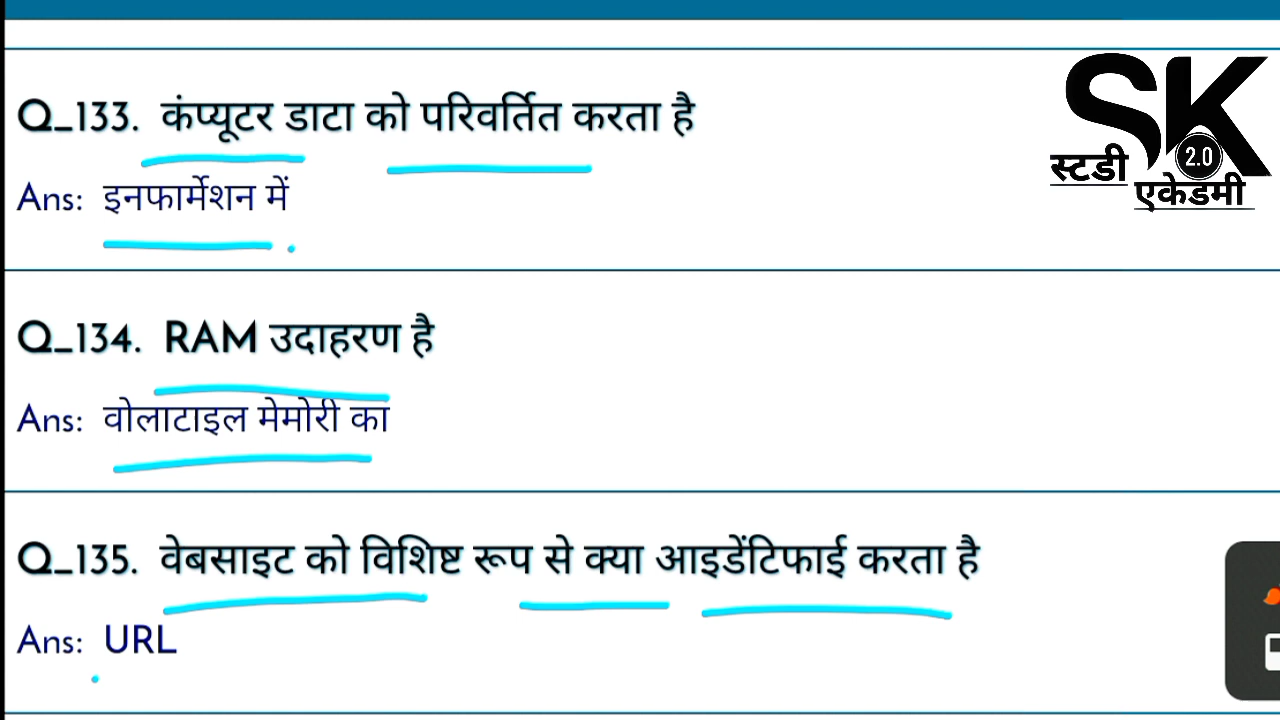 SK
2.0
स्टडी
एकेडमी
Q_133. कंप्यूटर डाटा को परिवर्तित करता है
Ans: इनफार्मेशन में
Q_134. RAM उदाहरण है
Ans: वोलाटाइल मेमोरी का
Q_135. वेबसाइट को विशिष्ट रूप से क्या आइडेंटिफाई करता है
Ans: URL